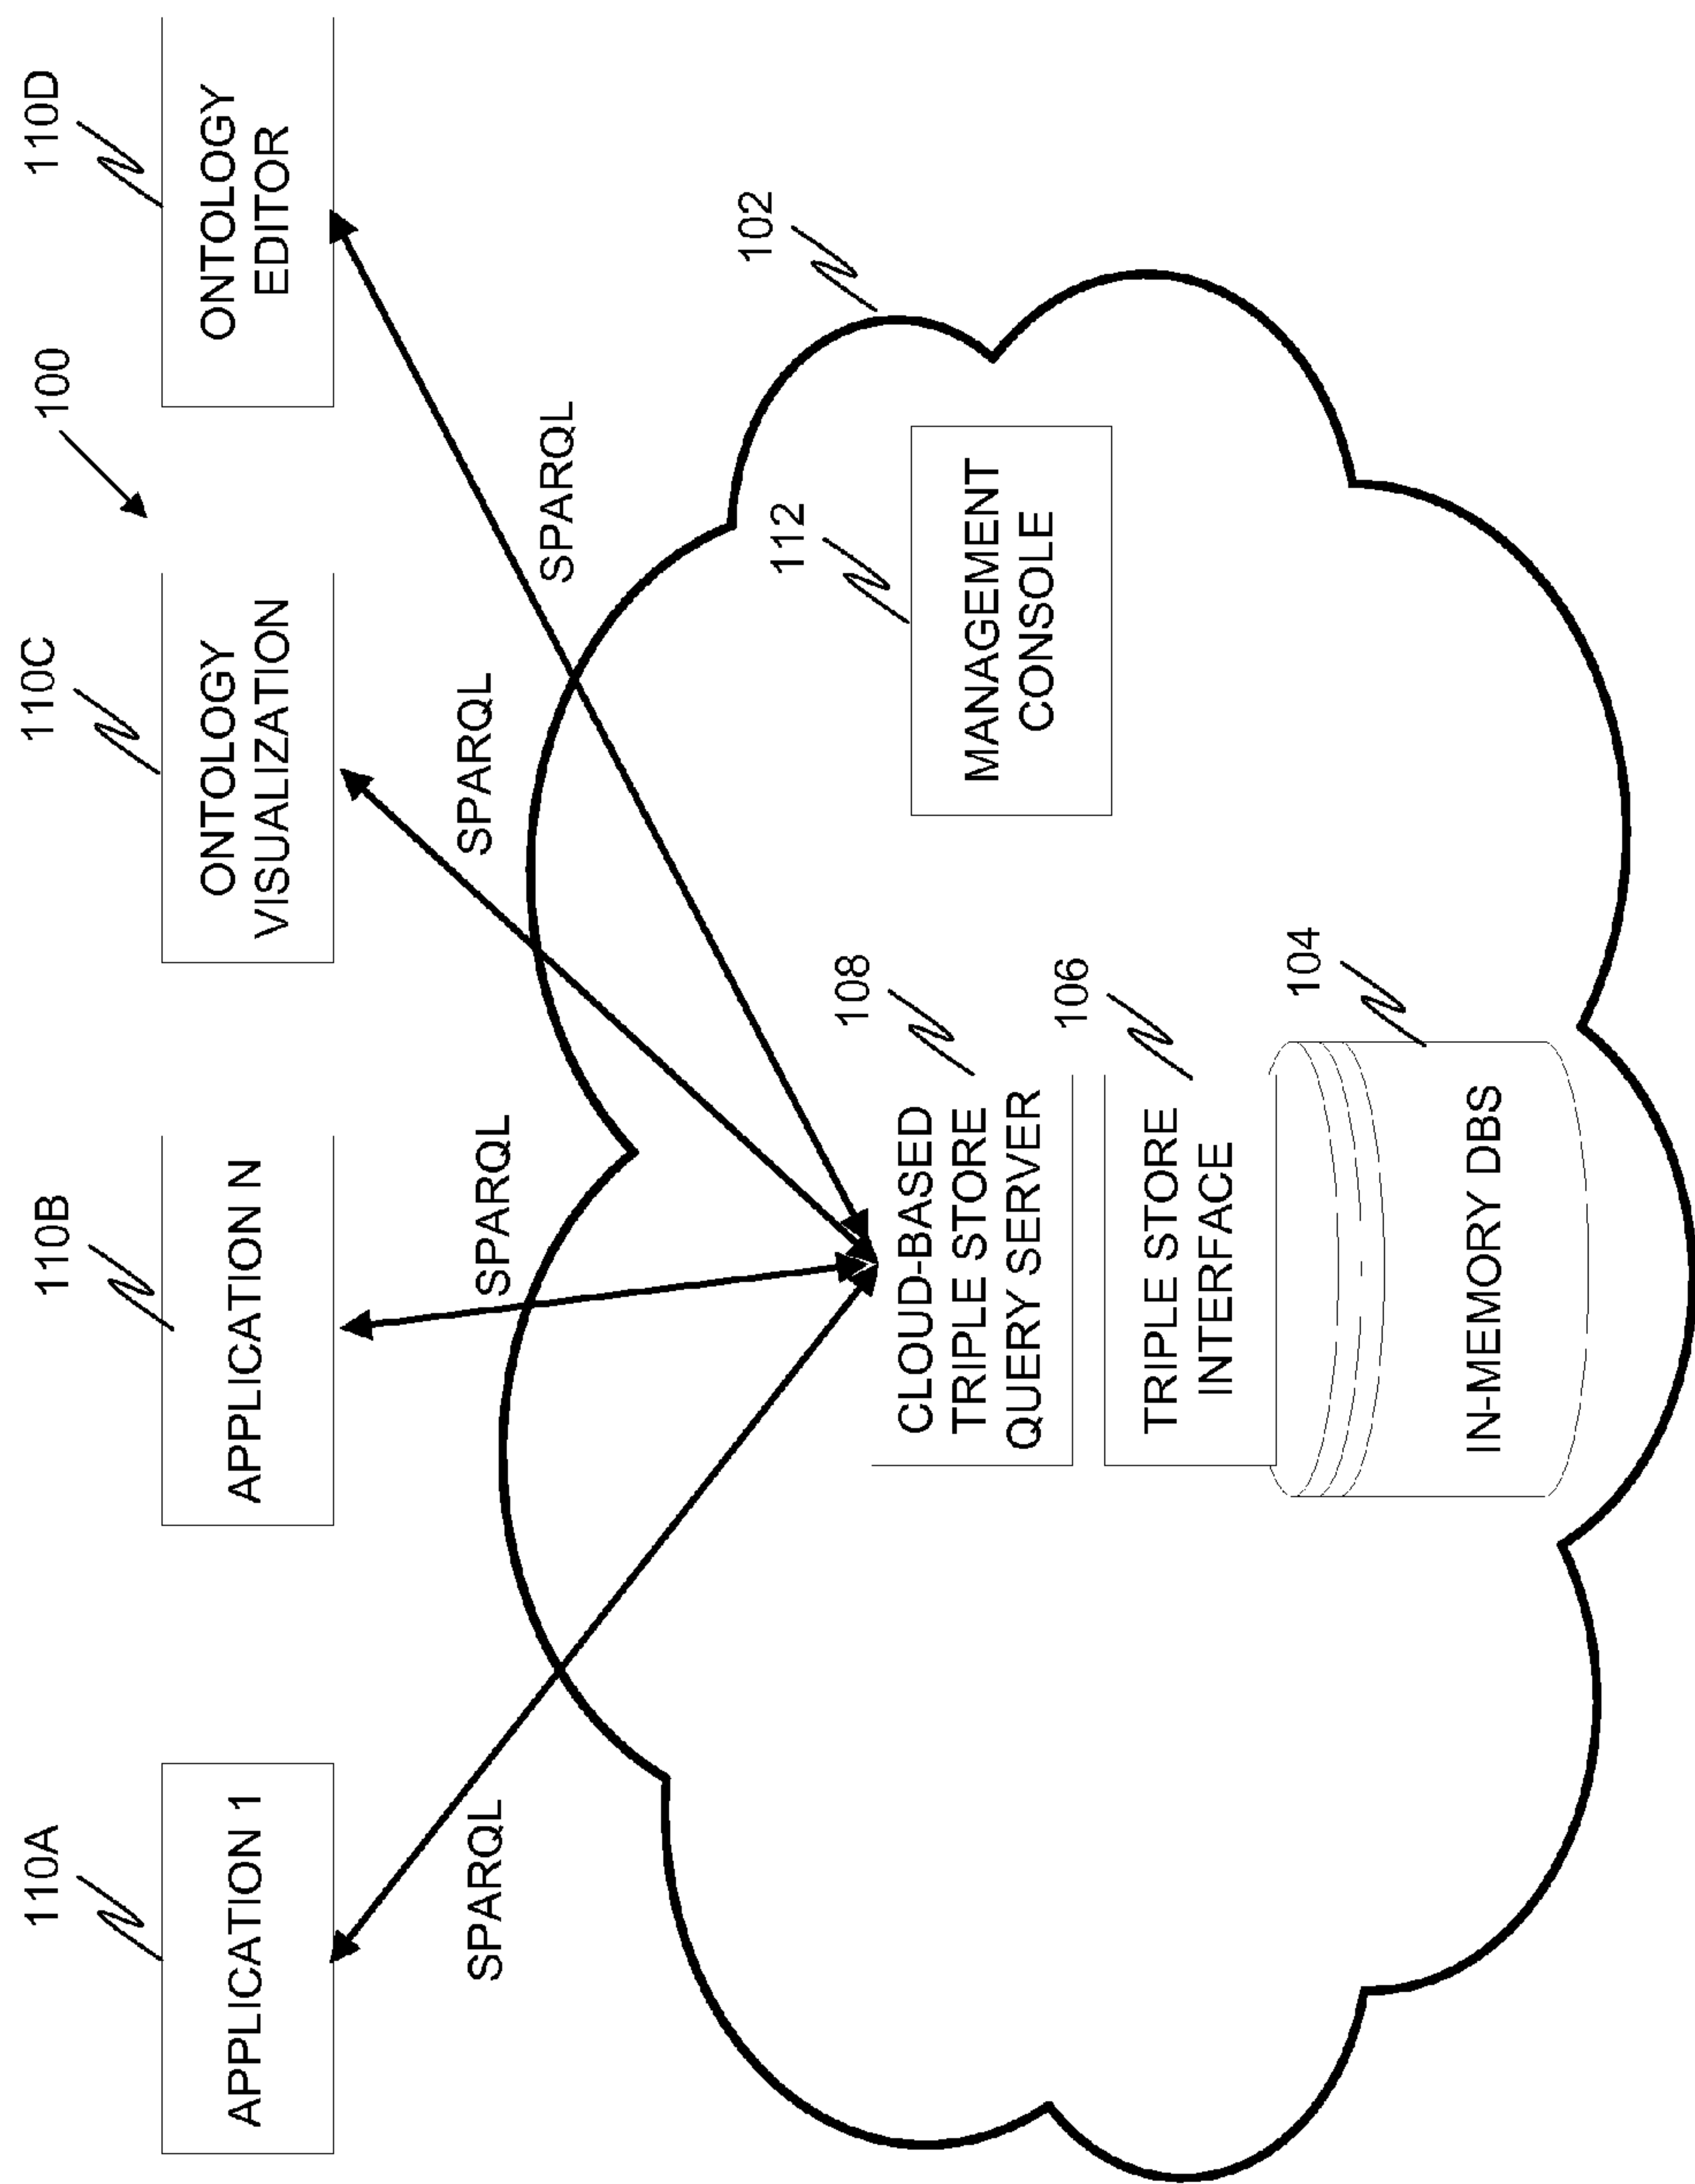 110A
110B
110C
100
110D
APPLICATION 1
APPLICATION N
ONTOLOGY
VISUALIZATION
ONTOLOGY
EDITOR
SPARQL
SPARQL
SPARQL
SPARQL
102
112
MANAGEMENT
CONSOLE
108
CLOUD-BASED
TRIPLE STORE
QUERY SERVER
106
TRIPLE STORE
INTERFACE
104
IN-MEMORY DBS